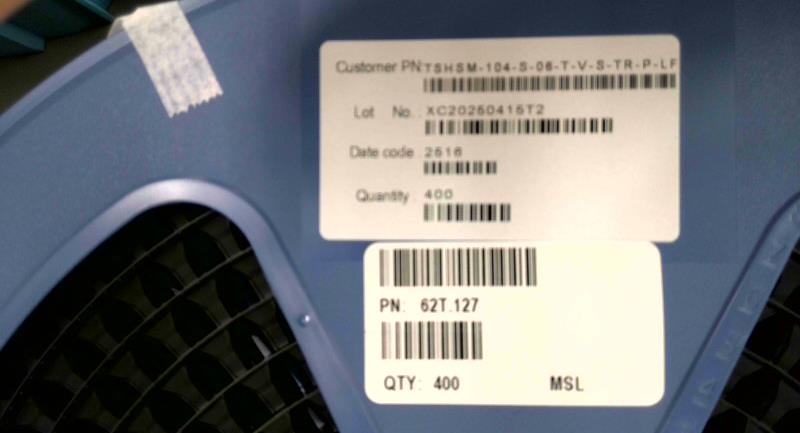 Customer PN: TSHSM-104-S-06-T-V-S-TR-P-LF
Lot No.: XC20250415T2
Date code: 2516
Quantity: 400
PN: 62T.127
QTY: 400 MSL